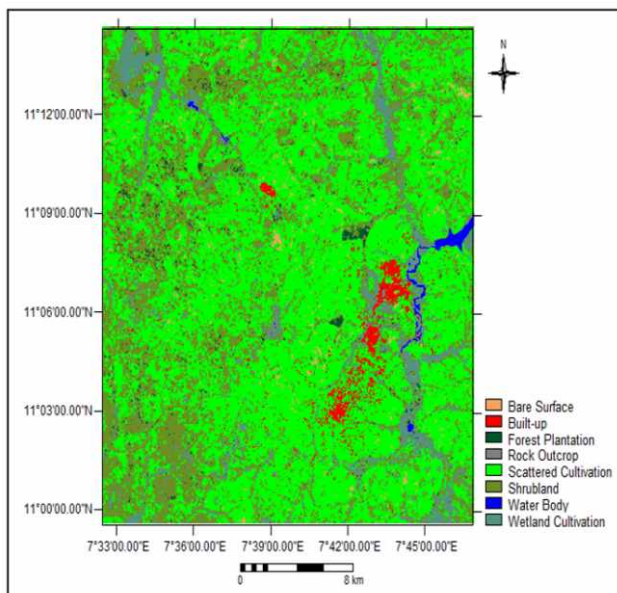 N
11°12'00.00"N
11°09'00.00"N
11°06'00.00"N
11°03'00.00"N
11°00'00.00"N
Bare Surface
Built-up
Forest Plantation
Rock Outcrop
Scattered Cultivation
Shrubland
Water Body
Wetland Cultivation
7°33'00.00"E 7°36'00.00"E 7°39'00.00"E 7°42'00.00"E 7°45'00.00"E
0 8 km